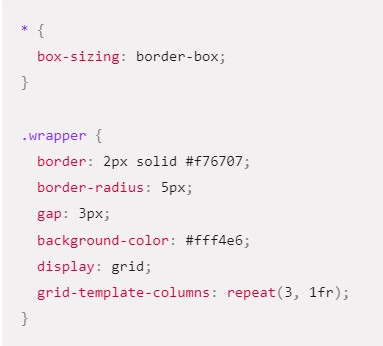 * {
  box-sizing: border-box;
}

.wrapper {
  border: 2px solid #f76707;
  border-radius: 5px;
  gap: 3px;
  background-color: #fff4e6;
  display: grid;
  grid-template-columns: repeat(3, 1fr);
}